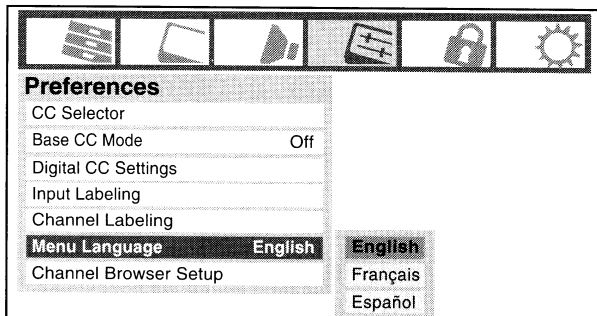 Preferences
CC Selector
Base CC Mode Off
Digital CC Settings
Input Labeling
Channel Labeling
Menu Language English
Channel Browser Setup
English
Français
Español